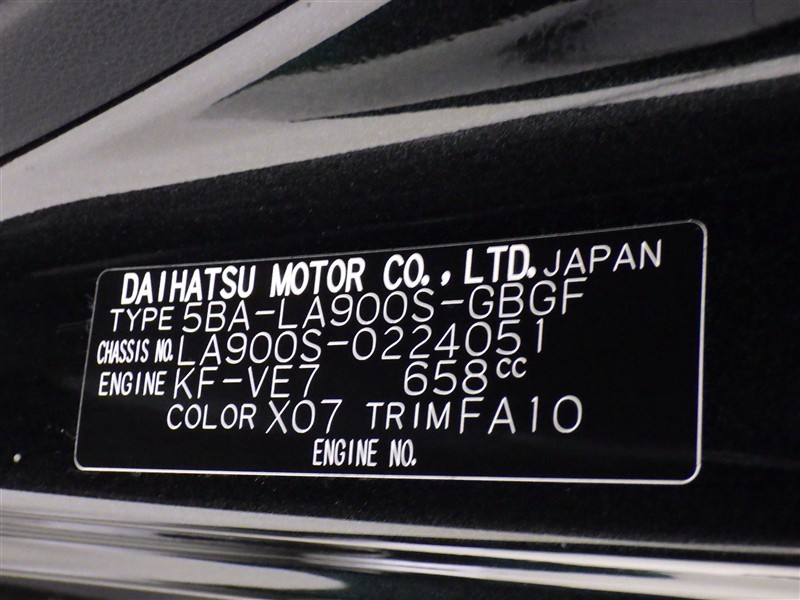 DAIHATSU MOTOR CO., LTD. JAPAN
TYPE 5BA-LA900S-GBGF
CHASSIS NO. LA900S-0224051
ENGINE KF-VE7 658cc
COLOR X07 TRIM FA10
ENGINE NO.